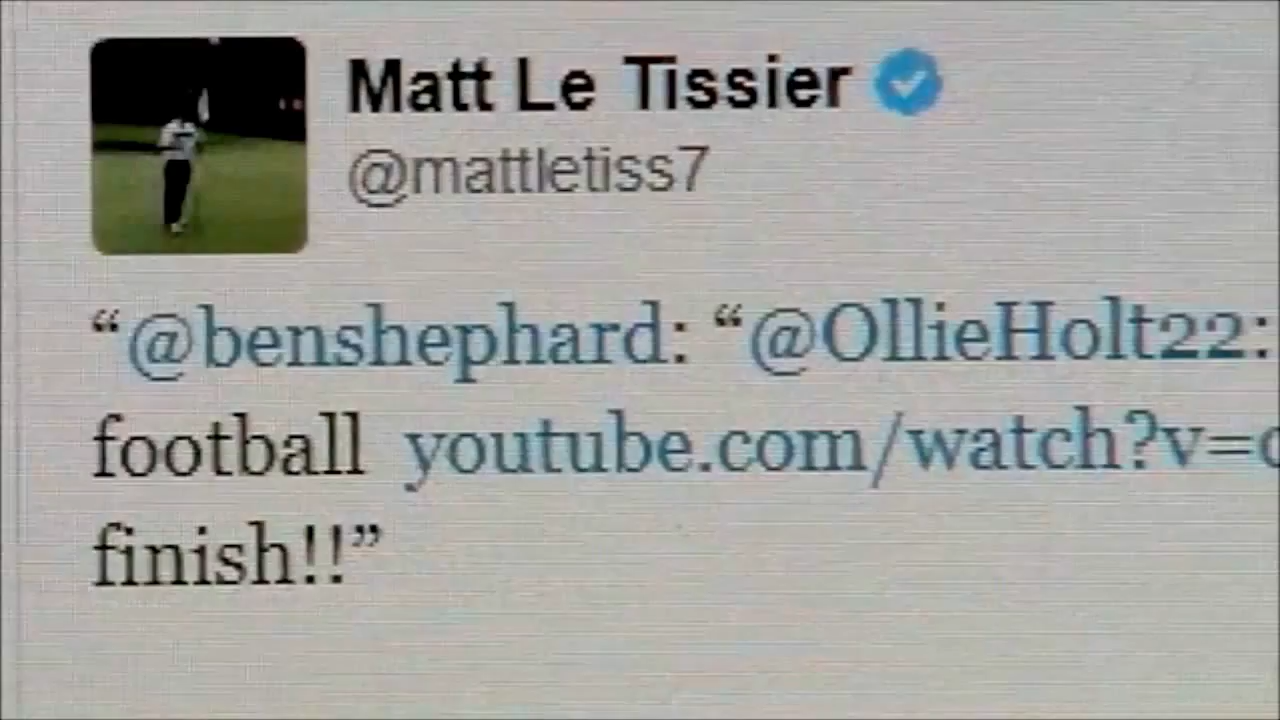 Matt Le Tissier
@mattletiss7
“@benshephard: “@OllieHolt22:
football youtube.com/watch?v=
finish!!”